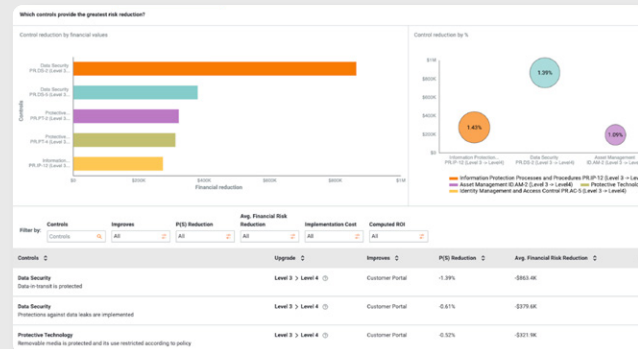 Which controls provide the greatest risk reduction?
Control reduction by financial values
Control reduction by %
Data Security
PR.DS-2 (Level 3...
Data Security
PR.DS-5 (Level 3...
Protective...
PR.PT-2 (Level 3...
Protective...
PR.PT-4 (Level 3...
Information...
PR.IP-12 (Level 3...
Controls
$0
$200K
$400K
$600K
$800K
$1M
Financial reduction
$1M
$800K
$600K
$400K
$200K
$0
1.43%
1.39%
1.09%
Information Protection...
PR.IP-12 (Level 3 -> Level4)
Data Security
PR.DS-2 (Level 3 -> Level4)
Asset Management
ID.AM-2 (Level 3 -> Leve
Information Protection Processes and Procedures PR.IP-12 (Level 3 -> Lev
Asset Management ID.AM-2 (Level 3 -> Level4) Protective Technolo
Identity Management and Access Control PR.AC-5 (Level 3 -> Level4)
Filter by:
Controls
Improves
P(S) Reduction
Avg. Financial Risk
Reduction
Implementation Cost
Computed ROI
Controls
All
All
All
All
All
Controls Upgrade Improves P(S) Reduction Avg. Financial Risk Reduction
Data Security
Data-in-transit is protected
Level 3 > Level 4 Customer Portal -1.39% -$863.4K
Data Security
Protections against data leaks are implemented
Level 3 > Level 4 Customer Portal -0.61% -$379.6K
Protective Technology
Removable media is protected and its use restricted according to policy
Level 3 > Level 4 Customer Portal -0.52% -$321.9K